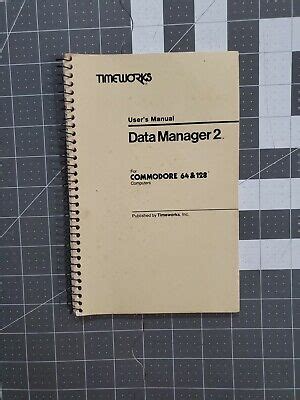 TIMEWORKS
User's Manual
Data Manager 2
For
COMMODORE 64 & 128
Computers
Published by Timeworks, Inc.